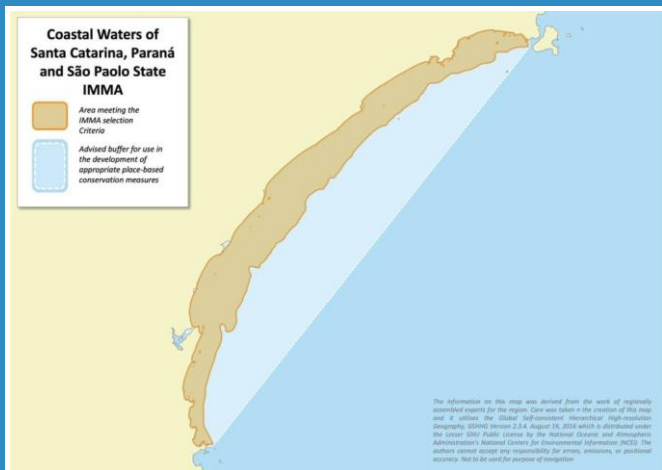 Coastal Waters of
Santa Catarina, Paraná
and São Paolo State
IMMA
Area meeting the
IMMA selection
Criteria
Advised buffer for use in
the development of
appropriate place-based
conservation measures
The information on this map was derived from the work of regionally
assembled experts for the region. Care was taken n the creation of this map
and it utilises the Global Self-consistent Hierarchical High-resolution
Geography, GSHHG Version 2.3.4. August 19, 2016 which is distributed under
the Lesser GNU Public License by the National Oceanic and Atmospheric
Administration's National Centers for Environmental Information (NCEI). The
authors cannot accept any responsibility for errors, omissions, or positional
accuracy. Not to be used for purpose of navigation